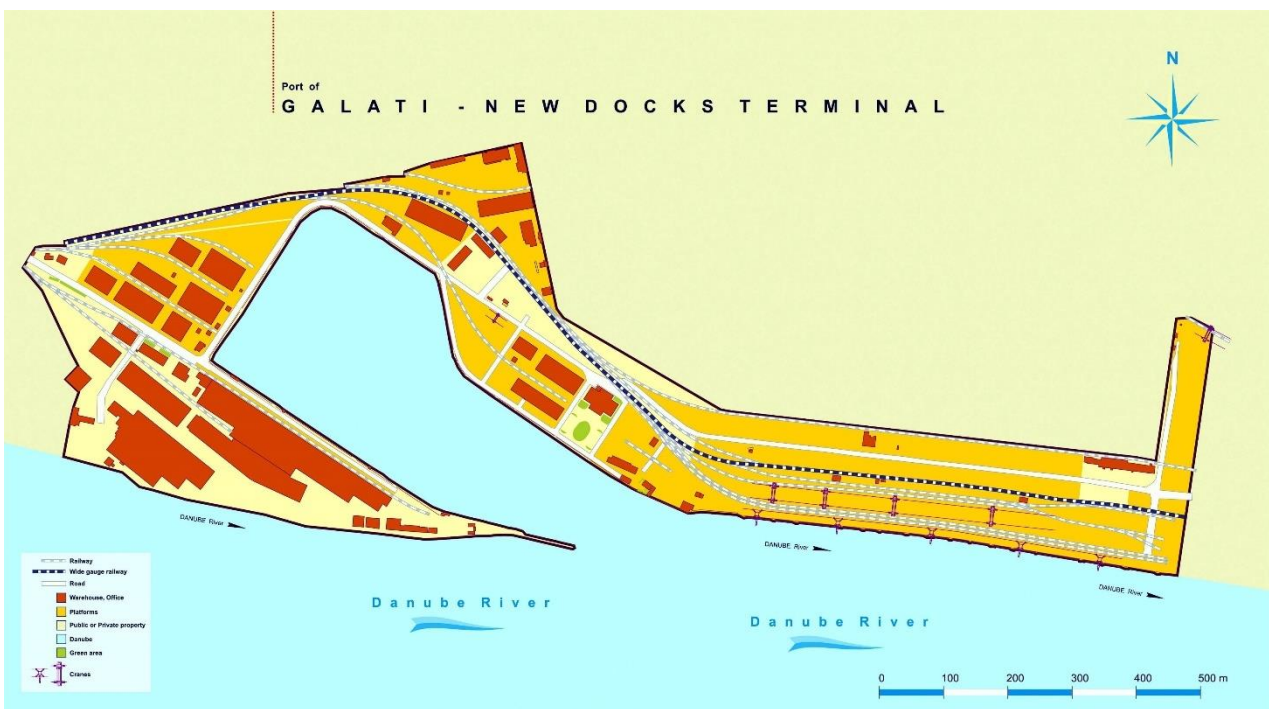 Port of
GALATI - NEW DOCKS TERMINAL
N
DANUBE River
DANUBE River
DANUBE River
Danube River
Danube River
Railway
Wide gauge railway
Road
Warehouse, Office
Platforms
Public or Private property
Danube
Green area
Cranes
0 100 200 300 400 500 m